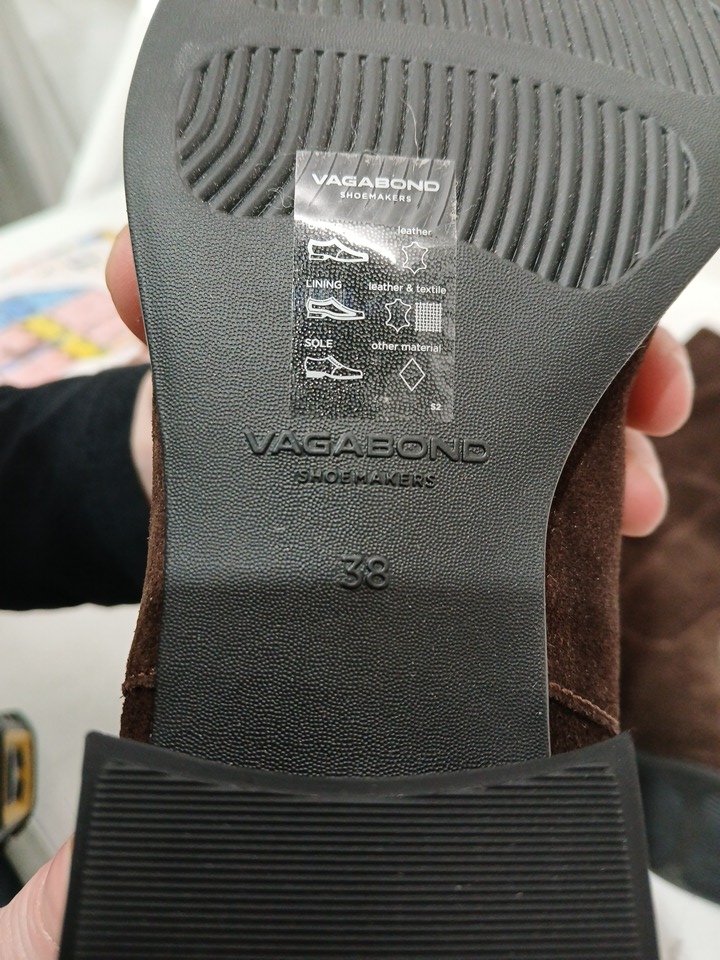 VAGABOND
SHOEMAKERS
leather
LINING leather & textile
SOLE other material
52
VAGABOND
SHOEMAKERS
38